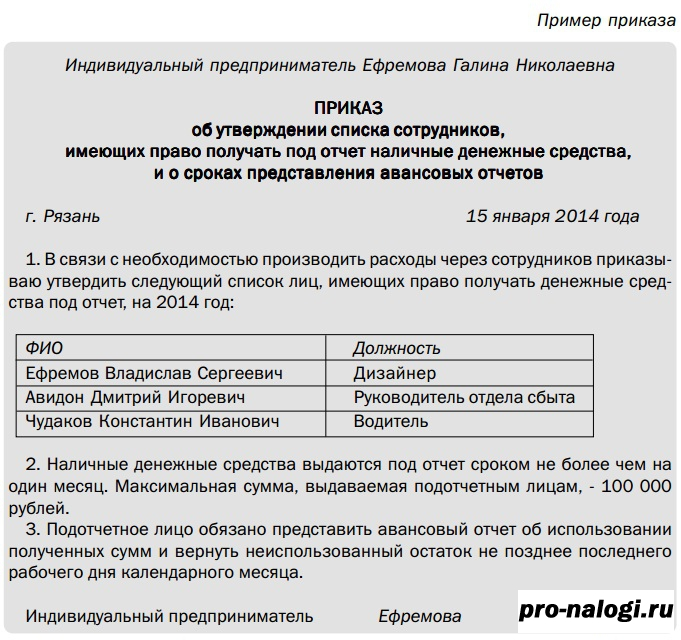 Пример приказа
Индивидуальный предприниматель Ефремова Галина Николаевна
ПРИКАЗ
об утверждении списка сотрудников,
имеющих право получать под отчет наличные денежные средства,
и о сроках представления авансовых отчетов
г. Рязань 15 января 2014 года
1. В связи с необходимостью производить расходы через сотрудников приказы-
ваю утвердить следующий список лиц, имеющих право получать денежные сред-
ства под отчет, на 2014 год:
ФИО Должность
Ефремов Владислав Сергеевич Дизайнер
Авидон Дмитрий Игоревич Руководитель отдела сбыта
Чудаков Константин Иванович Водитель
2. Наличные денежные средства выдаются под отчет сроком не более чем на
один месяц. Максимальная сумма, выдаваемая подотчетным лицам, - 100 000
рублей.
3. Подотчетное лицо обязано представить авансовый отчет об использовании
полученных сумм и вернуть неиспользованный остаток не позднее последнего
рабочего дня календарного месяца.
Индивидуальный предприниматель Ефремова
pro-nalogi.ru